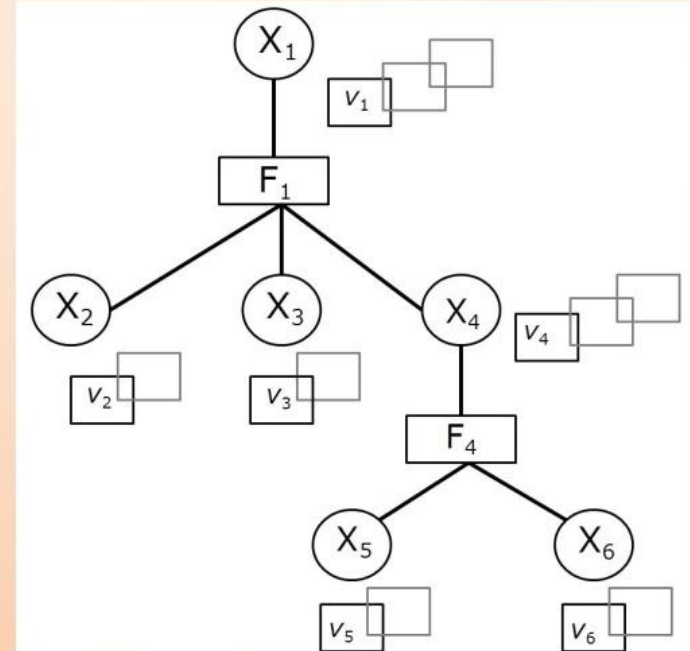 X₁
v₁
F₁
X₂ X₃ X₄
v₄
v₂ v₃
F₄
X₅ X₆
v₅ v₆